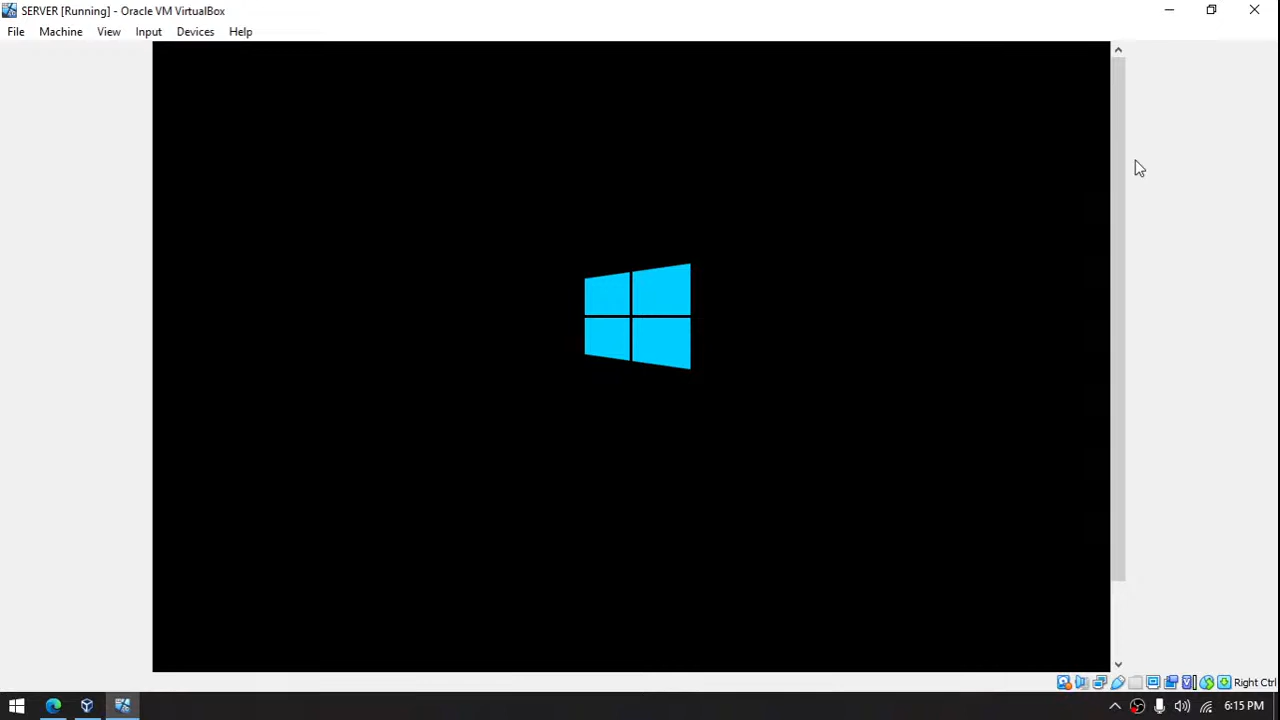 SERVER [Running] - Oracle VM VirtualBox
File Machine View Input Devices Help
Right Ctrl
6:15 PM